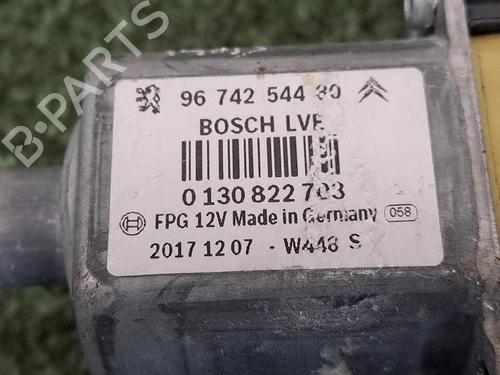 B-PARTS
96 742 544 80
BOSCH LVE
0 130 822 703
FPG 12V Made in Germany 058
2017 12 07 - W448 S